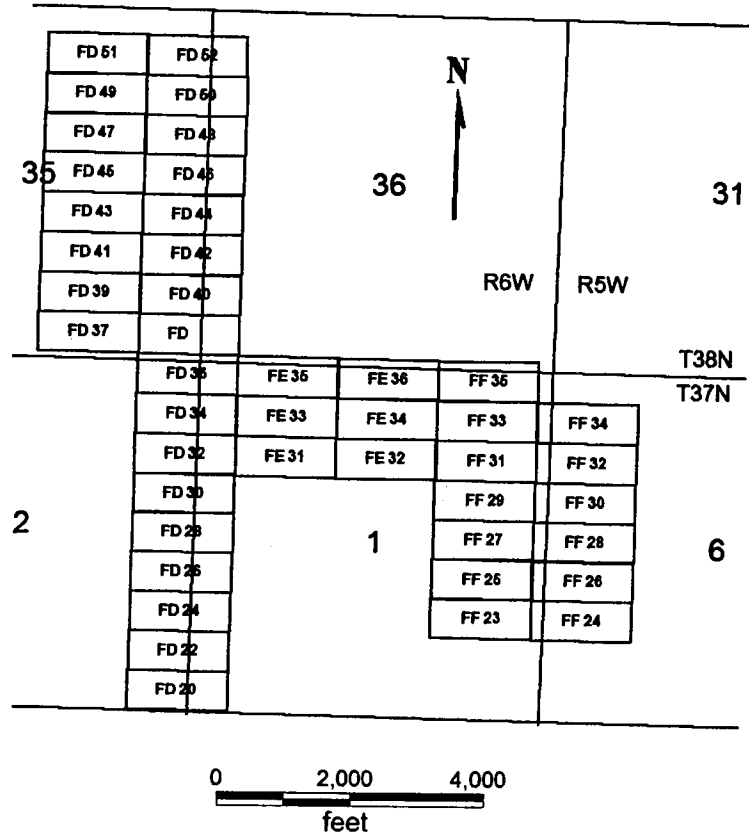 FD 51 FD 52
FD 49 FD 50
N
FD 47 FD 48
35 FD 45 FD 46 36 31
FD 43 FD 44
FD 41 FD 42
R6W R5W
FD 39 FD 40
FD 37 FD
T38N
FD 36 FE 35 FE 36 FF 35
T37N
FD 34 FE 33 FE 34 FF 33 FF 34
FD 32 FE 31 FE 32 FF 31 FF 32
FD 30 FF 29 FF 30
2 FD 28 1 FF 27 FF 28 6
FD 26 FF 25 FF 26
FD 24 FF 23 FF 24
FD 22
FD 20
0 2,000 4,000
feet